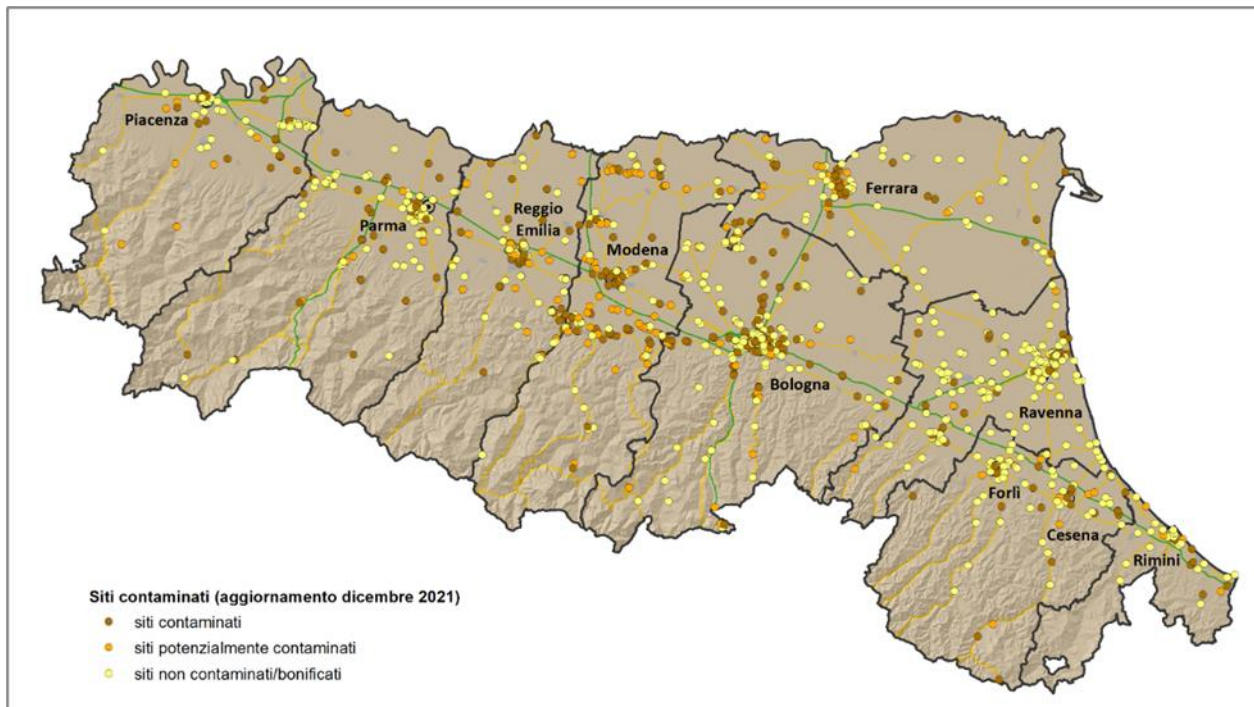 Piacenza
Parma
Reggio
Emilia
Modena
Ferrara
Bologna
Ravenna
Forlì
Cesena
Rimini
Siti contaminati (aggiornamento dicembre 2021)
siti contaminati
siti potenzialmente contaminati
siti non contaminati/bonificati